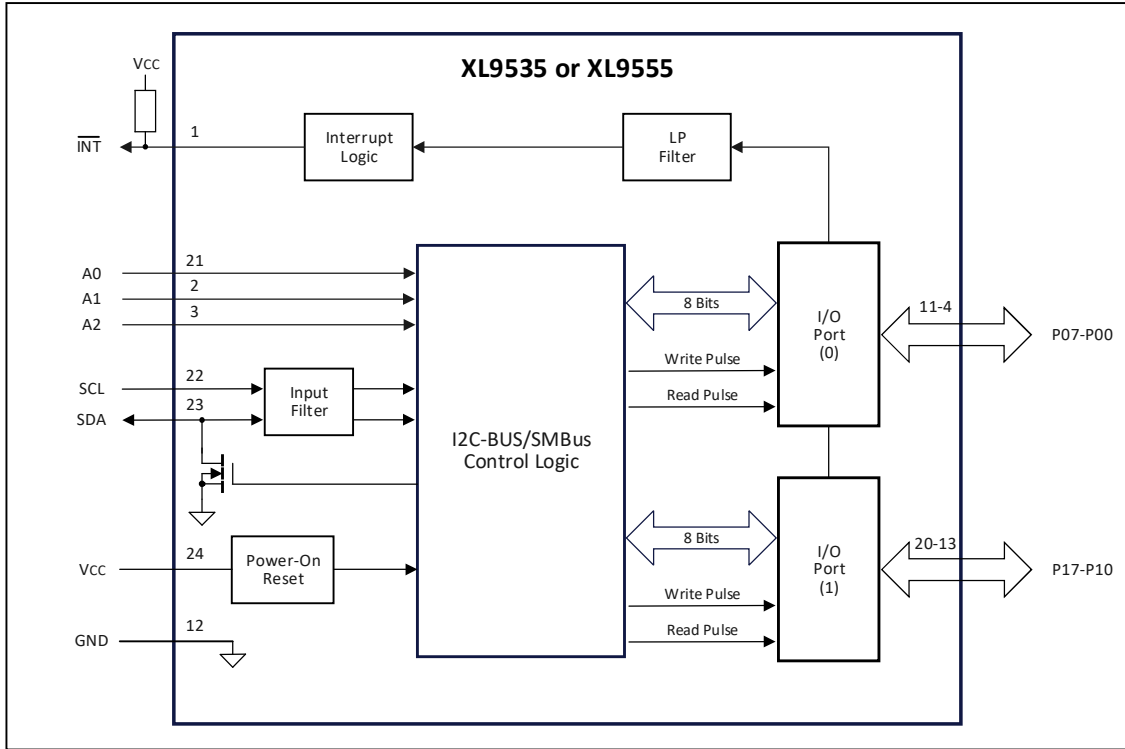 XL9535 or XL9555
VCC
INT
1
Interrupt
Logic
LP
Filter
A0
21
A1
2
A2
3
SCL
22
SDA
23
Input
Filter
I2C-BUS/SMBus
Control Logic
VCC
24
Power-On
Reset
GND
12
8 Bits
Write Pulse
Read Pulse
I/O
Port
(0)
11-4
P07-P00
8 Bits
Write Pulse
Read Pulse
I/O
Port
(1)
20-13
P17-P10